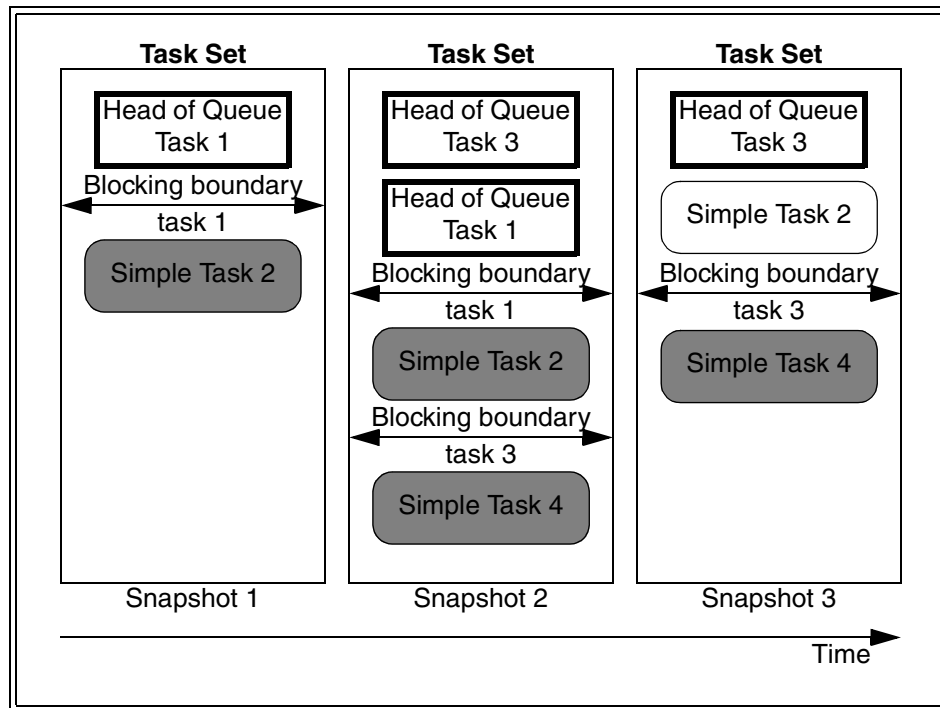 Task Set
Head of Queue
Task 1
Blocking boundary
task 1
Simple Task 2
Snapshot 1
Task Set
Head of Queue
Task 3
Head of Queue
Task 1
Blocking boundary
task 1
Simple Task 2
Blocking boundary
task 3
Simple Task 4
Snapshot 2
Task Set
Head of Queue
Task 3
Simple Task 2
Blocking boundary
task 3
Simple Task 4
Snapshot 3
Time